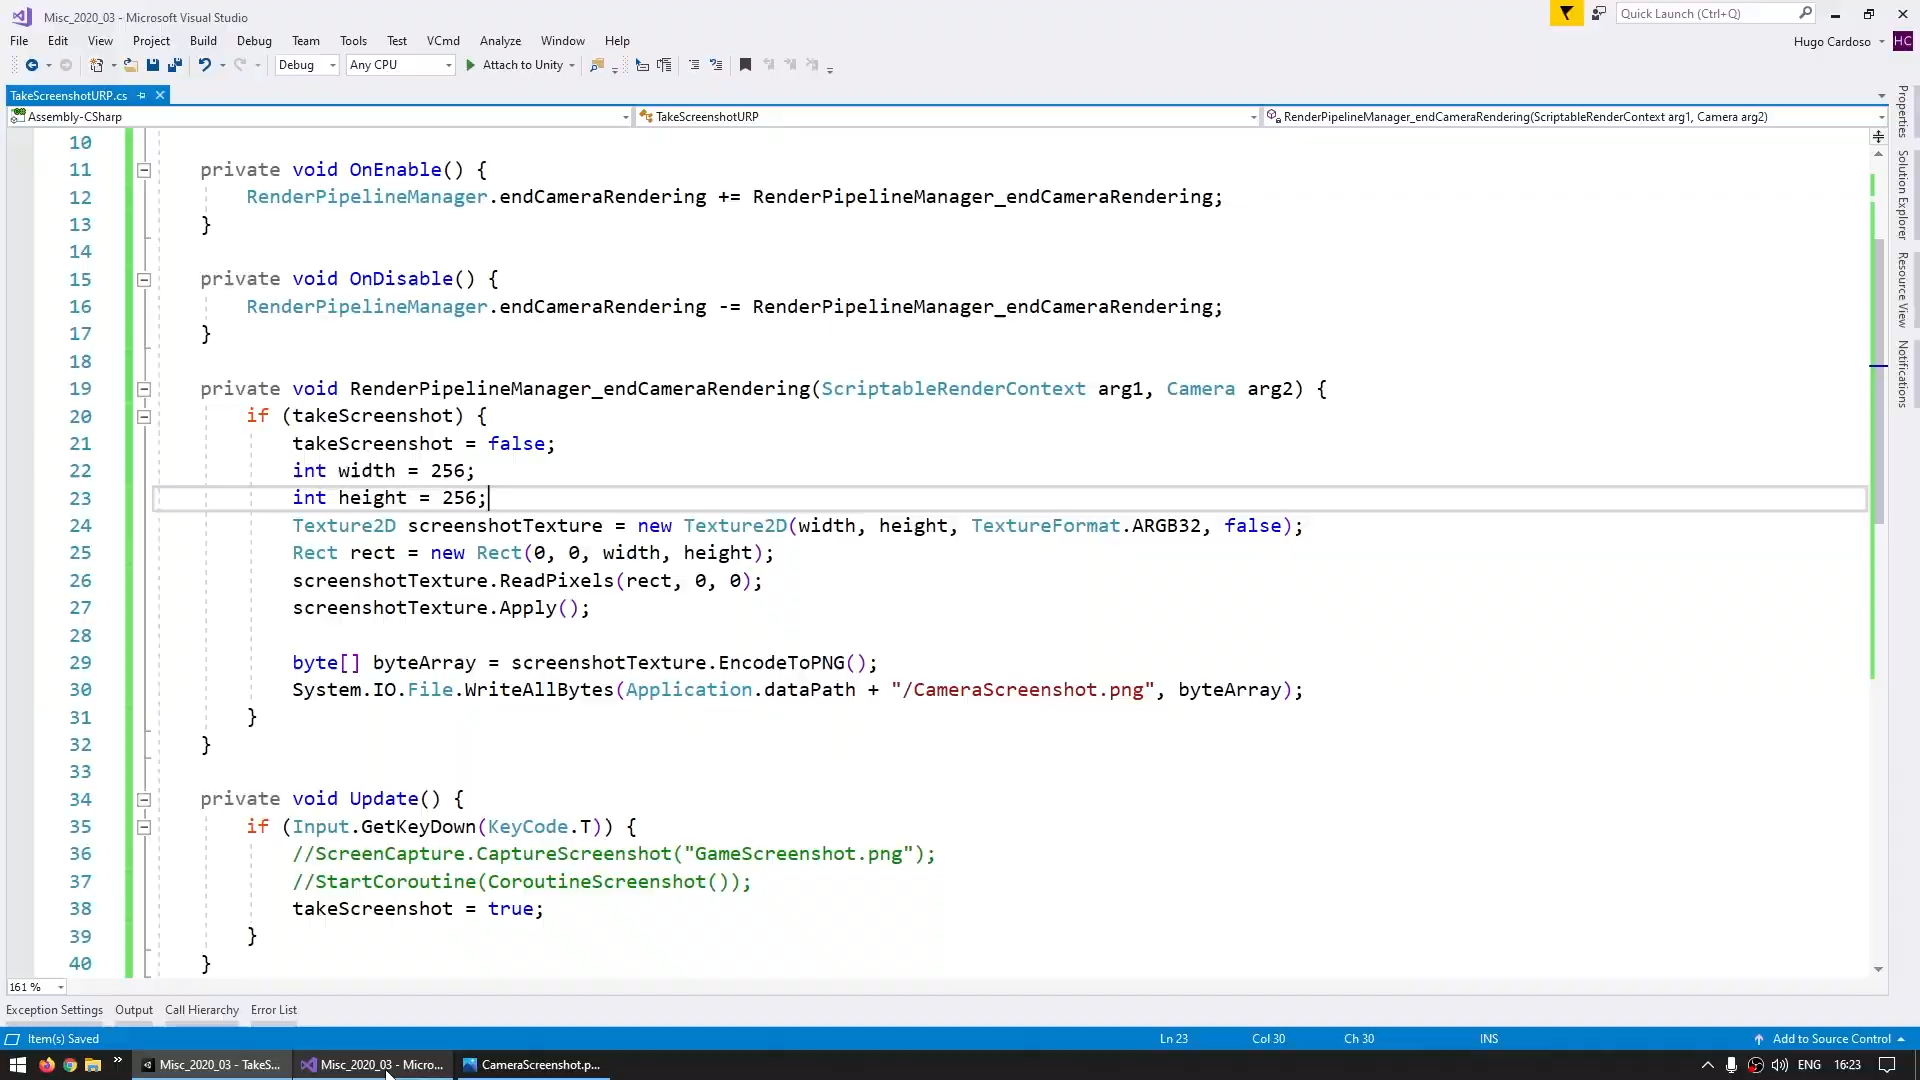 Misc_2020_03 - Microsoft Visual Studio
Quick Launch (Ctrl+Q)
File Edit View Project Build Debug Team Tools Test VCmd Analyze Window Help
Hugo Cardoso HC
Debug Any CPU Attach to Unity
TakeScreenshotURP.cs
Assembly-CSharp TakeScreenshotURP RenderPipelineManager_endCameraRendering(ScriptableRenderContext arg1, Camera arg2)
10
11 private void OnEnable() {
12 RenderPipelineManager.endCameraRendering += RenderPipelineManager_endCameraRendering;
13 }
14
15 private void OnDisable() {
16 RenderPipelineManager.endCameraRendering -= RenderPipelineManager_endCameraRendering;
17 }
18
19 private void RenderPipelineManager_endCameraRendering(ScriptableRenderContext arg1, Camera arg2) {
20 if (takeScreenshot) {
21 takeScreenshot = false;
22 int width = 256;
23 int height = 256;
24 Texture2D screenshotTexture = new Texture2D(width, height, TextureFormat.ARGB32, false);
25 Rect rect = new Rect(0, 0, width, height);
26 screenshotTexture.ReadPixels(rect, 0, 0);
27 screenshotTexture.Apply();
28
29 byte[] byteArray = screenshotTexture.EncodeToPNG();
30 System.IO.File.WriteAllBytes(Application.dataPath + "/CameraScreenshot.png", byteArray);
31 }
32 }
33
34 private void Update() {
35 if (Input.GetKeyDown(KeyCode.T)) {
36 //ScreenCapture.CaptureScreenshot("GameScreenshot.png");
37 //StartCoroutine(CoroutineScreenshot());
38 takeScreenshot = true;
39 }
40 }
Properties
Solution Explorer
Resource View
Notifications
161 %
Exception Settings Output Call Hierarchy Error List
Item(s) Saved Ln 23 Col 30 Ch 30 INS Add to Source Control
Misc_2020_03 - TakeS... Misc_2020_03 - Micro... CameraScreenshot.p... ENG 16:23